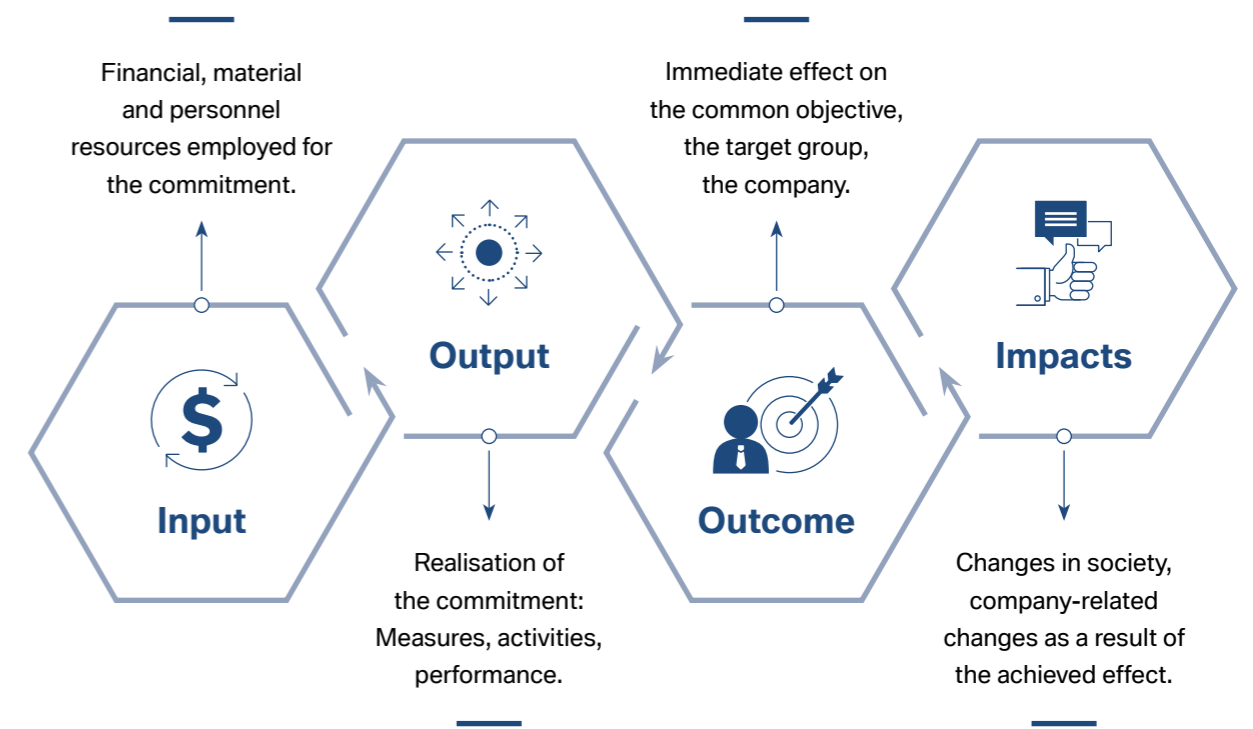 Financial, material
and personnel
resources employed for
the commitment.
$
Input
Output
Realisation of
the commitment:
Measures, activities,
performance.
Immediate effect on
the common objective,
the target group,
the company.
Outcome
Impacts
Changes in society,
company-related
changes as a result of
the achieved effect.